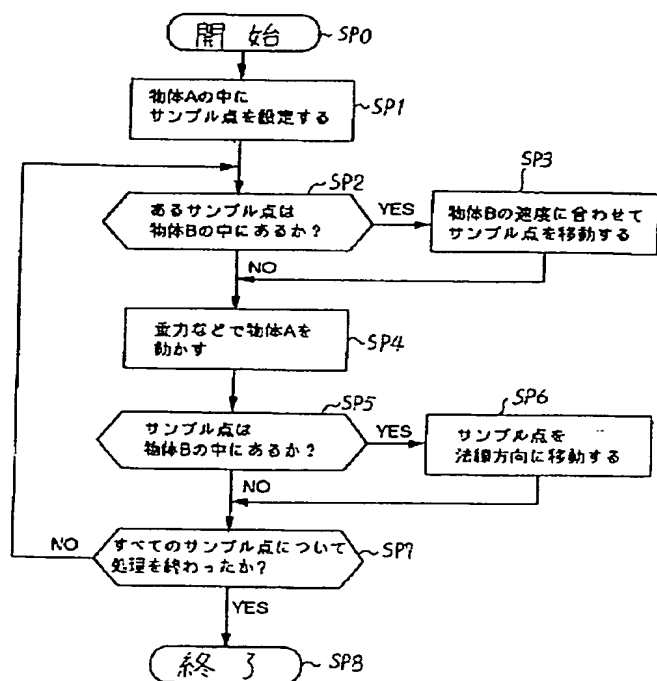 開始
SP0
物体Aの中に
サンプル点を設定する
SP1
SP2
あるサンプル点は
物体Bの中にあるか?
YES
NO
SP3
物体Bの速度に合わせて
サンプル点を移動する
重力などで物体Aを
動かす
SP4
SP5
サンプル点は
物体Bの中にあるか?
YES
NO
SP6
サンプル点を
法線方向に移動する
NO
すべてのサンプル点について
処理を終わったか?
SP7
YES
終了
SP8